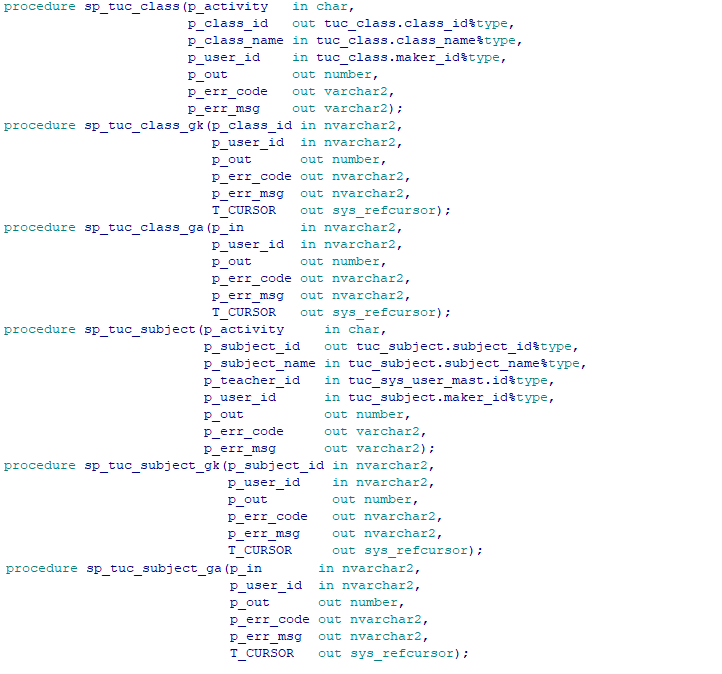 procedure sp_tuc_class(p_activity   in char,
                       p_class_id   out tuc_class.class_id%type,
                       p_class_name in tuc_class.class_name%type,
                       p_user_id    in tuc_class.maker_id%type,
                       p_out        out number,
                       p_err_code   out varchar2,
                       p_err_msg    out varchar2);
procedure sp_tuc_class_gk(p_class_id in nvarchar2,
                          p_user_id  in nvarchar2,
                          p_out      out number,
                          p_err_code out nvarchar2,
                          p_err_msg  out nvarchar2,
                          T_CURSOR   out sys_refcursor);
procedure sp_tuc_class_ga(p_in       in nvarchar2,
                          p_user_id  in nvarchar2,
                          p_out      out number,
                          p_err_code out nvarchar2,
                          p_err_msg  out nvarchar2,
                          T_CURSOR   out sys_refcursor);
procedure sp_tuc_subject(p_activity     in char,
                         p_subject_id   out tuc_subject.subject_id%type,
                         p_subject_name in tuc_subject.subject_name%type,
                         p_teacher_id   in tuc_sys_user_mast.id%type,
                         p_user_id      in tuc_subject.maker_id%type,
                         p_out          out number,
                         p_err_code     out varchar2,
                         p_err_msg      out varchar2);
procedure sp_tuc_subject_gk(p_subject_id in nvarchar2,
                            p_user_id    in nvarchar2,
                            p_out        out number,
                            p_err_code   out nvarchar2,
                            p_err_msg    out nvarchar2,
                            T_CURSOR     out sys_refcursor);
procedure sp_tuc_subject_ga(p_in       in nvarchar2,
                            p_user_id  in nvarchar2,
                            p_out      out number,
                            p_err_code out nvarchar2,
                            p_err_msg  out nvarchar2,
                            T_CURSOR   out sys_refcursor);